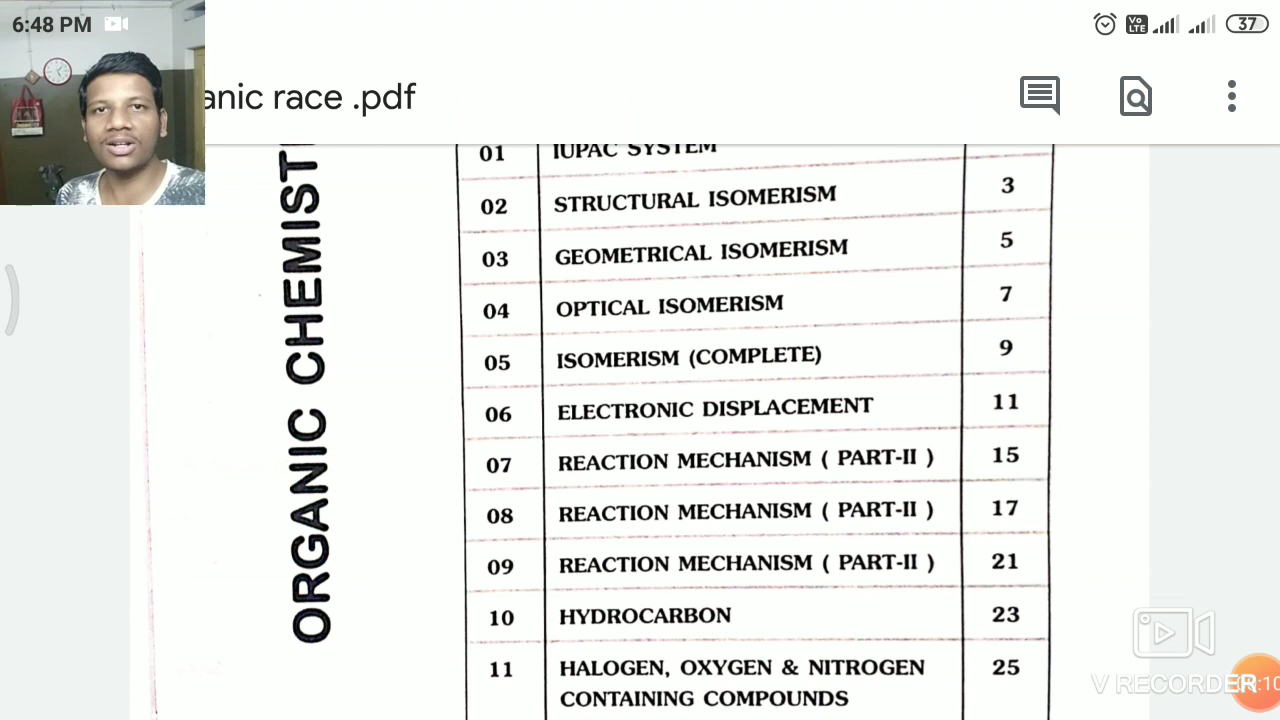 6:48 PM
Vo LTE
37
anic race .pdf
ORGANIC CHEMIST
01 IUPAC SYSTEM
02 STRUCTURAL ISOMERISM 3
03 GEOMETRICAL ISOMERISM 5
04 OPTICAL ISOMERISM 7
05 ISOMERISM (COMPLETE) 9
06 ELECTRONIC DISPLACEMENT 11
07 REACTION MECHANISM ( PART-II ) 15
08 REACTION MECHANISM ( PART-II ) 17
09 REACTION MECHANISM ( PART-II ) 21
10 HYDROCARBON 23
11 HALOGEN, OXYGEN & NITROGEN 25
CONTAINING COMPOUNDS
V RECORDER